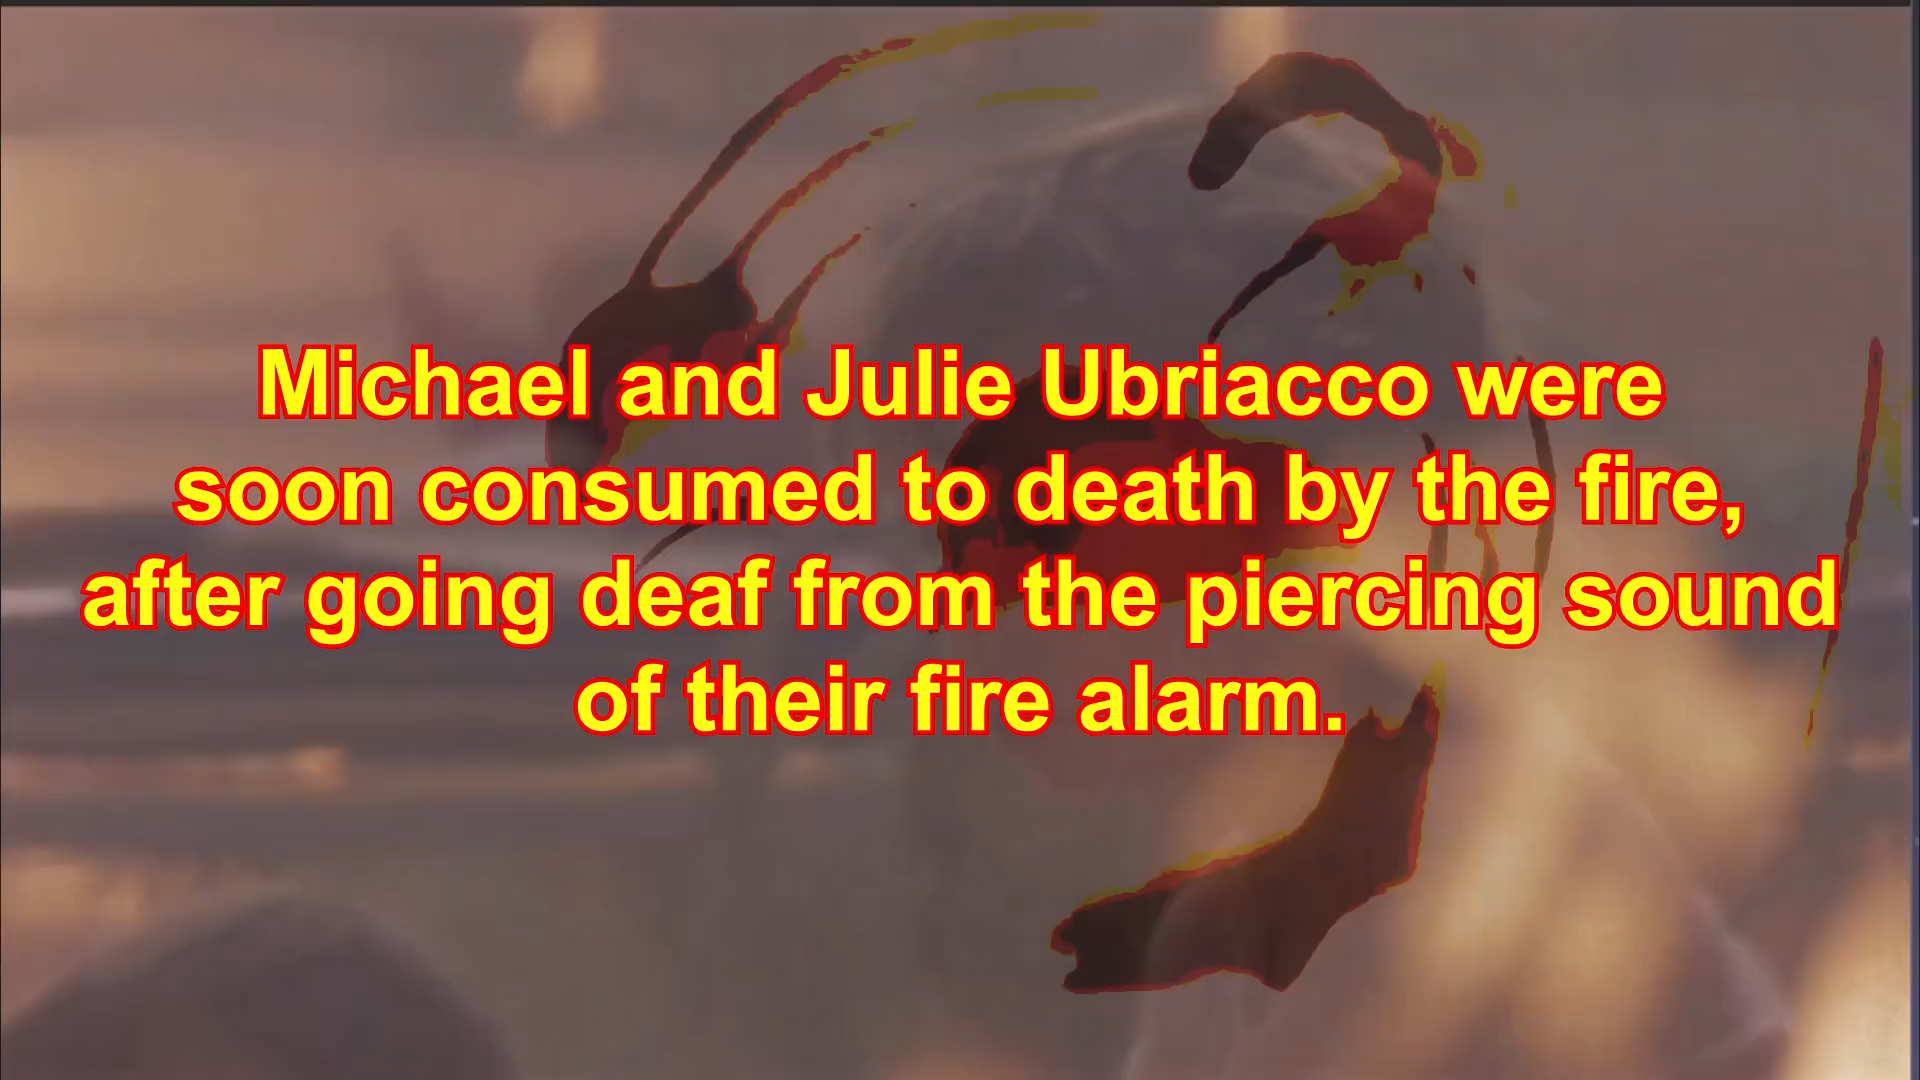 Michael and Julie Ubriacco were
soon consumed to death by the fire,
after going deaf from the piercing sound
of their fire alarm.